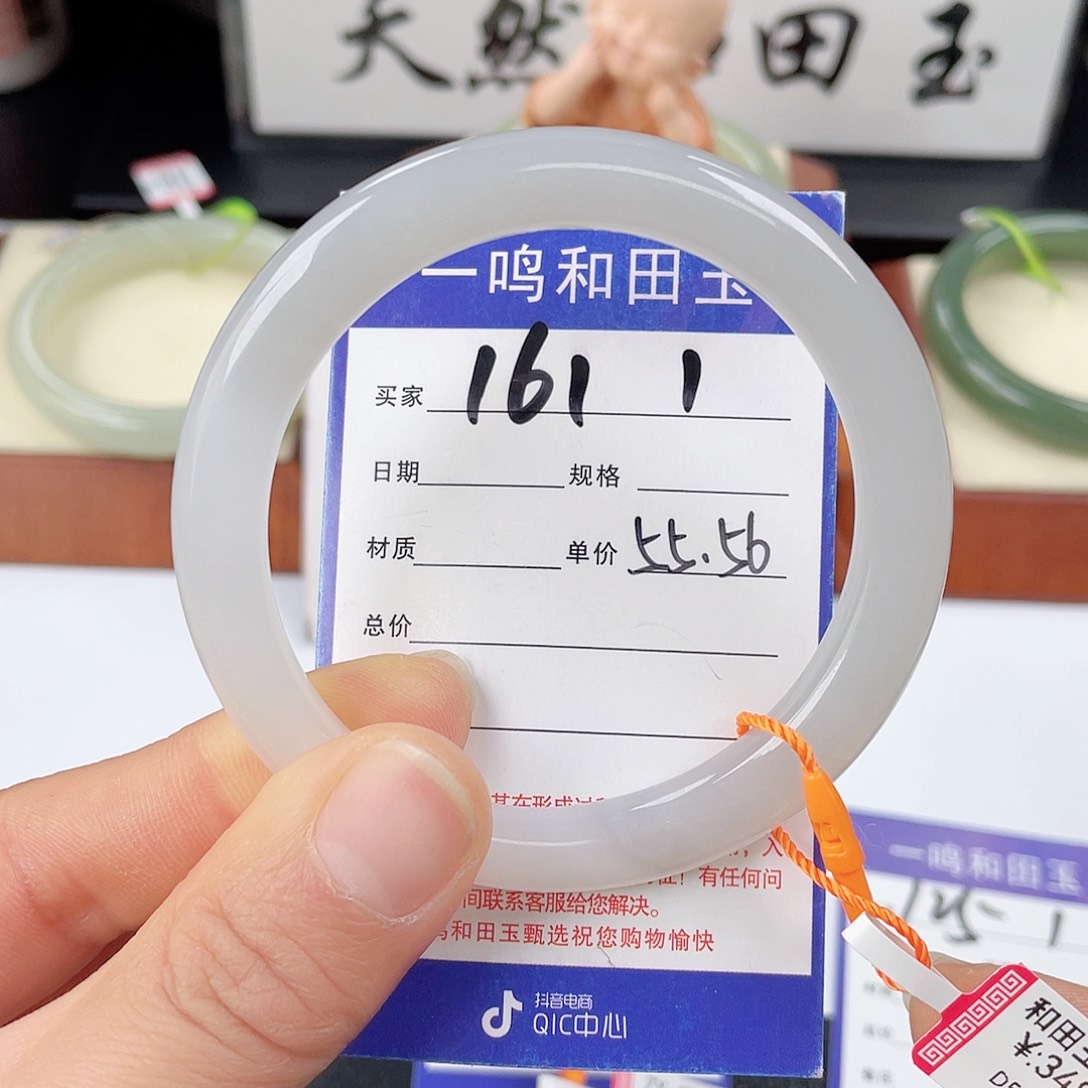 天然 田玉
一鸣和田玉
买家 161 1
日期 规格
材质 单价 55.56
总价
有任何问
间联系客服给您解决。
鸣和田玉甄选祝您购物愉快
抖音电商
QIC中心
一鸣和田玉
145 1
和田